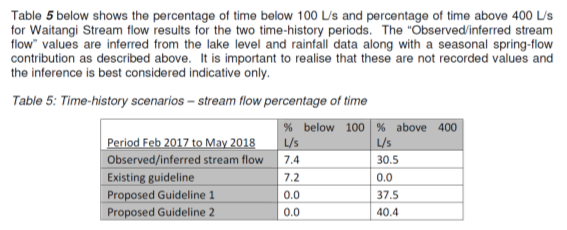 Table 5 below shows the percentage of time below 100 L/s and percentage of time above 400 L/s
for Waitangi Stream flow results for the two time-history periods. The “Observed/inferred stream
flow” values are inferred from the lake level and rainfall data along with a seasonal spring-flow
contribution as described above. It is important to realise that these are not recorded values and
the inference is best considered indicative only.
Table 5: Time-history scenarios – stream flow percentage of time
% below 100 % above 400
Period Feb 2017 to May 2018 L/s L/s
Observed/inferred stream flow 7.4 30.5
Existing guideline 7.2 0.0
Proposed Guideline 1 0.0 37.5
Proposed Guideline 2 0.0 40.4